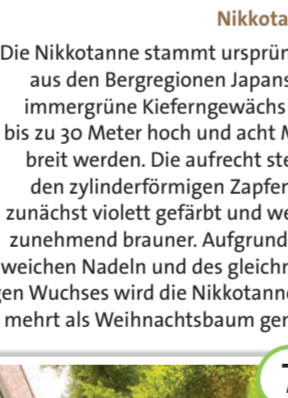 Nikkota
Die Nikkotanne stammt ursprün
aus den Bergregionen Japans
immergrüne Kieferngewächs
bis zu 30 Meter hoch und acht M
breit werden. Die aufrecht ste
den zylinderförmigen Zapfen
zunächst violett gefärbt und we
zunehmend brauner. Aufgrund
weichen Nadeln und des gleichm
gen Wuchses wird die Nikkotanne
mehrt als Weihnachtsbaum gen